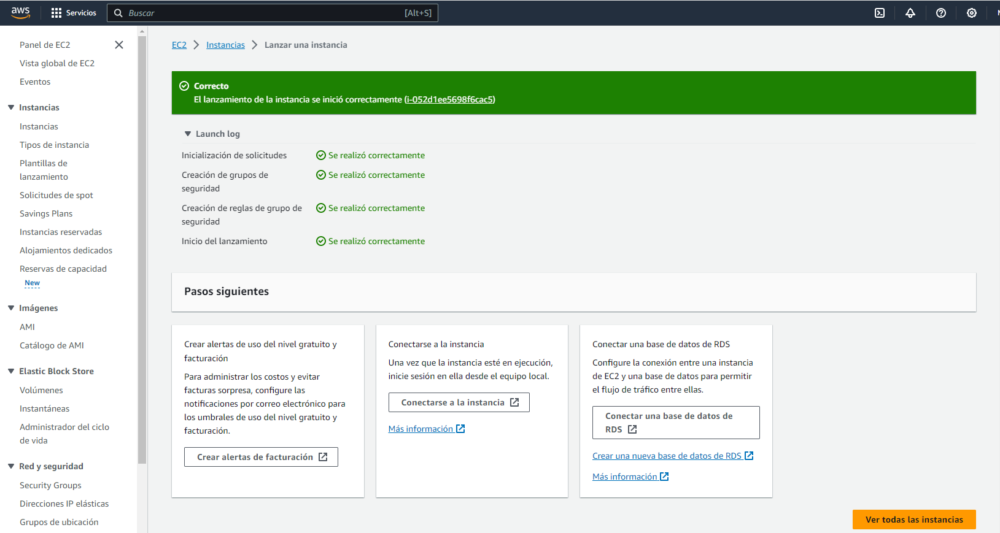 aws
Servicios
Buscar
[Alt+S]
Panel de EC2
Vista global de EC2
Eventos
Instancias
Instancias
Tipos de instancia
Plantillas de
lanzamiento
Solicitudes de spot
Savings Plans
Instancias reservadas
Alojamientos dedicados
Reservas de capacidad
New
Imágenes
AMI
Catálogo de AMI
Elastic Block Store
Volúmenes
Instantáneas
Administrador del ciclo
de vida
Red y seguridad
Security Groups
Direcciones IP elásticas
Grupos de ubicación
EC2
Instancias
Lanzar una instancia
Correcto
El lanzamiento de la instancia se inició correctamente (i-052d1ee5698f6cac5)
Launch log
Inicialización de solicitudes
Se realizó correctamente
Creación de grupos de
seguridad
Se realizó correctamente
Creación de reglas de grupo de
seguridad
Se realizó correctamente
Inicio del lanzamiento
Se realizó correctamente
Pasos siguientes
Crear alertas de uso del nivel gratuito y
facturación
Para administrar los costos y evitar
facturas sorpresa, configure las
notificaciones por correo electrónico para
los umbrales de uso del nivel gratuito y
facturación.
Crear alertas de facturación
Conectarse a la instancia
Una vez que la instancia esté en ejecución,
inicie sesión en ella desde el equipo local.
Conectarse a la instancia
Más información
Conectar una base de datos de RDS
Configure la conexión entre una instancia
de EC2 y una base de datos para permitir
el flujo de tráfico entre ellas.
Conectar una base de datos de
RDS
Crear una nueva base de datos de RDS
Más información
Ver todas las instancias